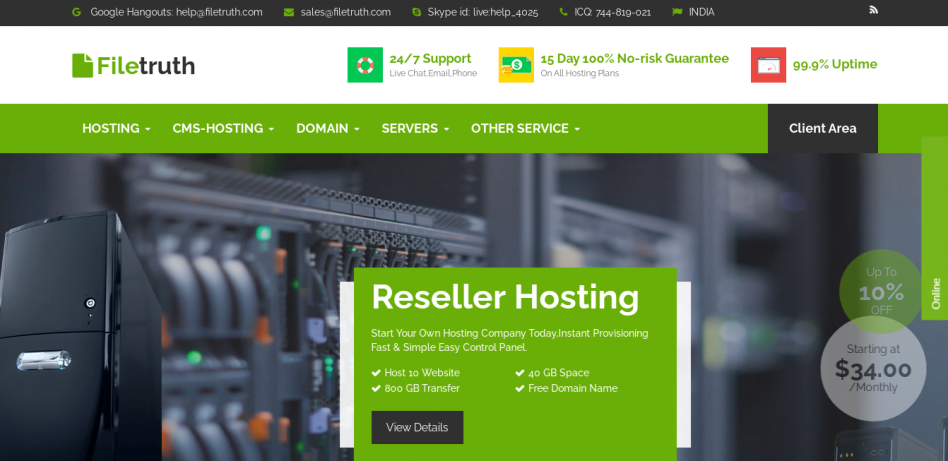 Google Hangouts: help@filetruth.com sales@filetruth.com Skype id: live:help_4025 ICQ: 744-819-021 INDIA
Filetruth
24/7 Support
Live Chat,Email,Phone
15 Day 100% No-risk Guarantee
On All Hosting Plans
99.9% Uptime
HOSTING CMS-HOSTING DOMAIN SERVERS OTHER SERVICE Client Area
Reseller Hosting
Start Your Own Hosting Company Today.Instant Provisioning
Fast & Simple Easy Control Panel.
Host 10 Website 40 GB Space
800 GB Transfer Free Domain Name
View Details
Up To
10%
OFF
Starting at
$34.00
/Monthly
Online